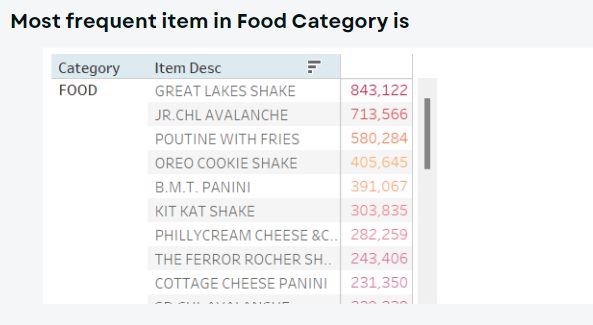 Most frequent item in Food Category is
Category Item Desc
FOOD GREAT LAKES SHAKE 843,122
JR.CHL AVALANCHE 713,566
POUTINE WITH FRIES 580,284
OREO COOKIE SHAKE 405,645
B.M.T. PANINI 391,067
KIT KAT SHAKE 303,835
PHILLYCREAM CHEESE &C.. 282,259
THE FERROR ROCHER SH.. 243,406
COTTAGE CHEESE PANINI 231,350